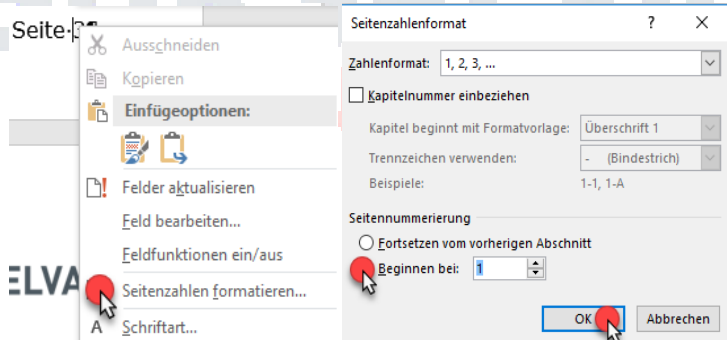 Seite·3¶
Ausschneiden
Kopieren
Einfügeoptionen:
Felder aktualisieren
Feld bearbeiten...
Feldfunktionen ein/aus
ELVA
Seitenzahlen formatieren...
A Schriftart...
Seitenzahlenformat ? ×
Zahlenformat: 1, 2, 3, ...
Kapitelnummer einbeziehen
Kapitel beginnt mit Formatvorlage: Überschrift 1
Trennzeichen verwenden: - (Bindestrich)
Beispiele: 1-1, 1-A
Seitennummerierung
Fortsetzen vom vorherigen Abschnitt
Beginnen bei: 1
OK Abbrechen